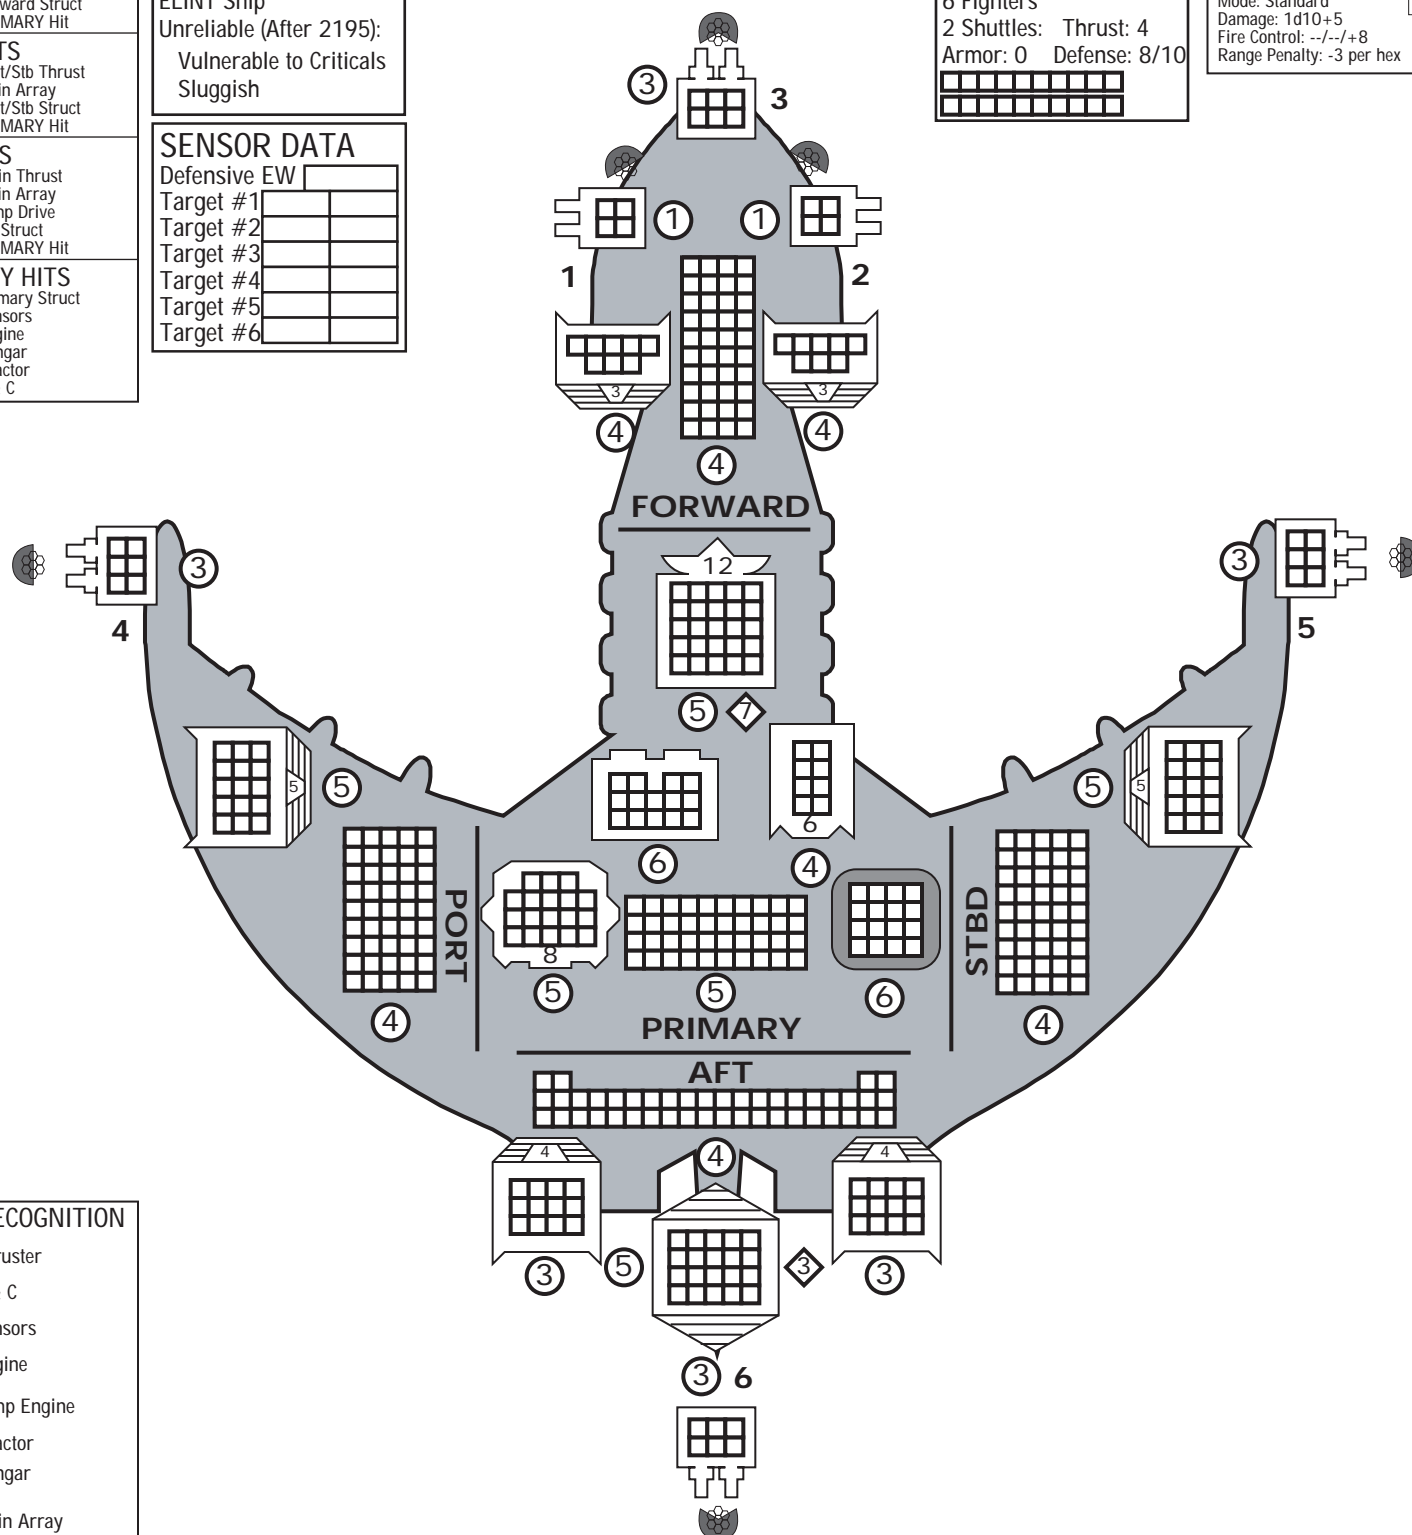 ward Struct
MARY Hit
TS
t/Stb Thrust
in Array
t/Stb Struct
MARY Hit
S
in Thrust
in Array
mp Drive
Struct
MARY Hit
Y HITS
mary Struct
nsors
gine
ngar
actor
C
ELINT Ship
Unreliable (After 2195):
Vulnerable to Criticals
Sluggish
SENSOR DATA
Defensive EW
Target #1
Target #2
Target #3
Target #4
Target #5
Target #6
6 Fighters
2 Shuttles: Thrust: 4
Armor: 0 Defense: 8/10
Mode: Standard
Damage: 1d10+5
Fire Control: --/--/+8
Range Penalty: -3 per hex
3 3
1 1
1 2
3 3
4 4
4
FORWARD
12
3 3
4 5
5 7
5 5 5 5
6
6 4
PORT
STBD
8
5 5 6
4 4
PRIMARY
AFT
4 4 4
3 5 3 3
3 6
ECOGNITION
ruster
C
nsors
gine
mp Engine
actor
ngar
in Array